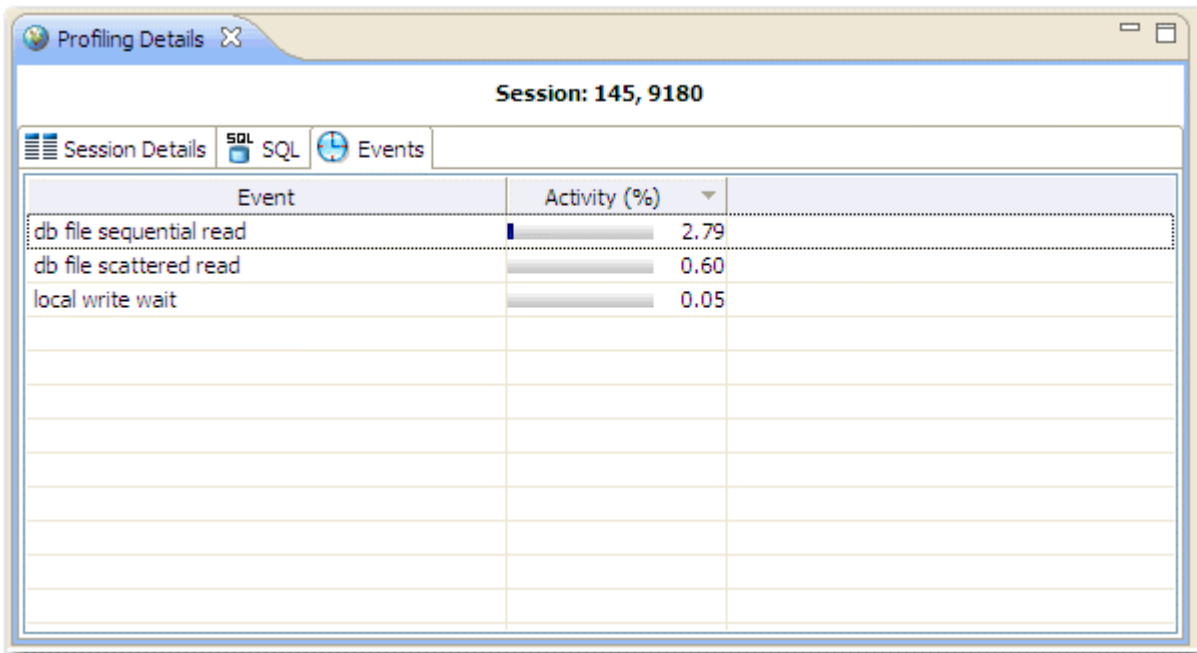 Profiling Details
Session: 145, 9180
Session Details SQL SQL Events
Event Activity (%)
db file sequential read 2.79
db file scattered read 0.60
local write wait 0.05